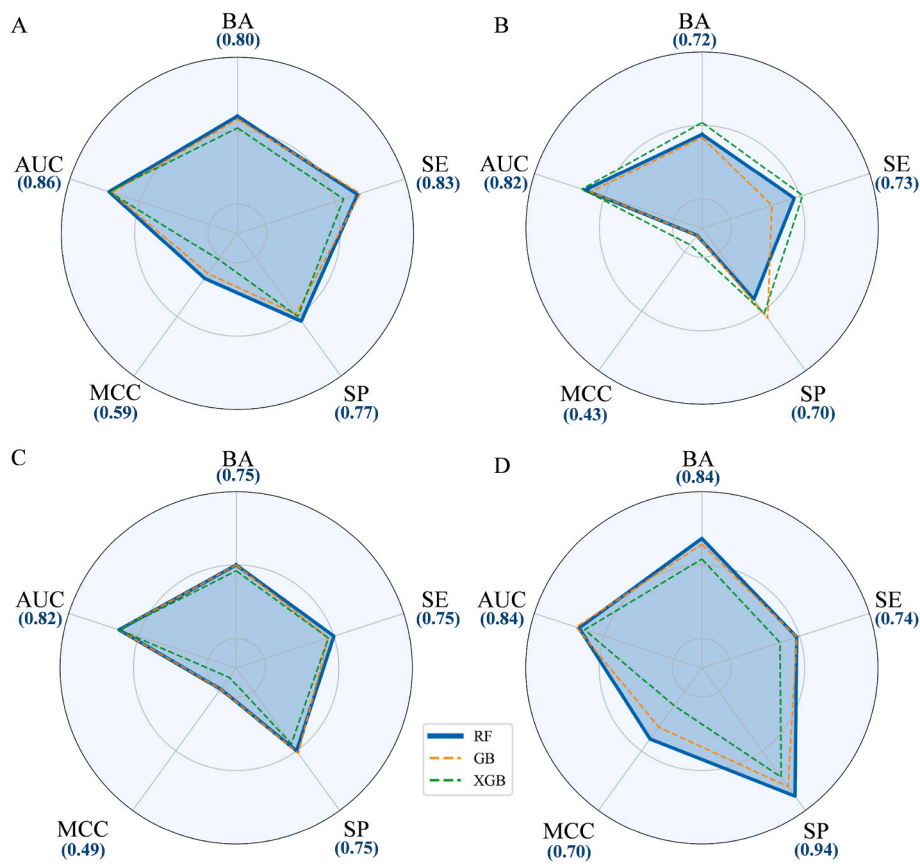 A
BA
(0.80)
AUC
(0.86)
SE
(0.83)
MCC
(0.59)
SP
(0.77)
B
BA
(0.72)
AUC
(0.82)
SE
(0.73)
MCC
(0.43)
SP
(0.70)
C
BA
(0.75)
AUC
(0.82)
SE
(0.75)
MCC
(0.49)
SP
(0.75)
D
BA
(0.84)
AUC
(0.84)
SE
(0.74)
MCC
(0.70)
SP
(0.94)
RF
GB
XGB